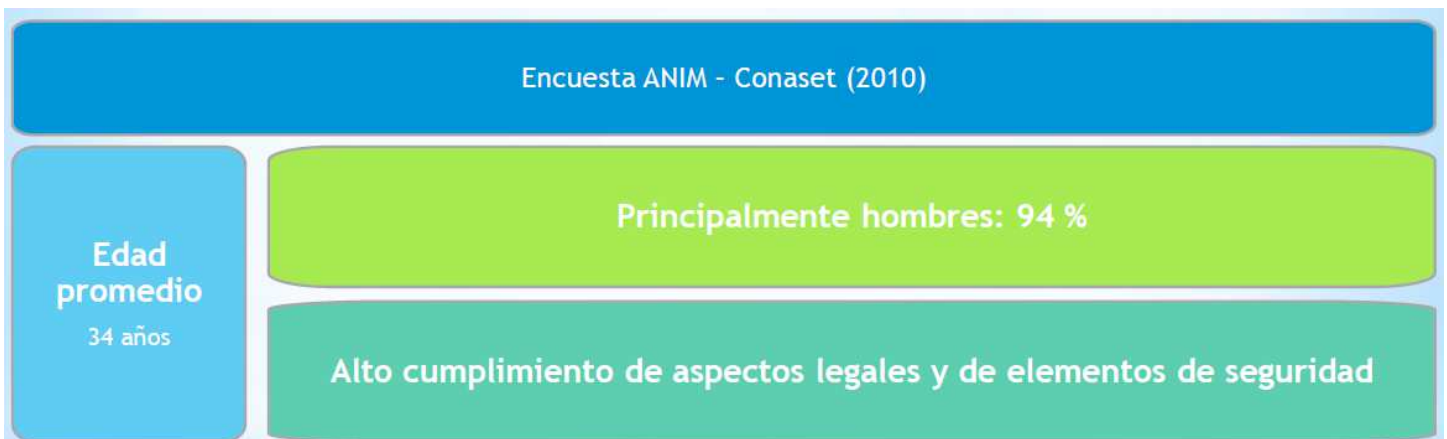 Encuesta ANIM – Conaset (2010)
Edad
promedio
34 años
Principalmente hombres: 94 %
Alto cumplimiento de aspectos legales y de elementos de seguridad